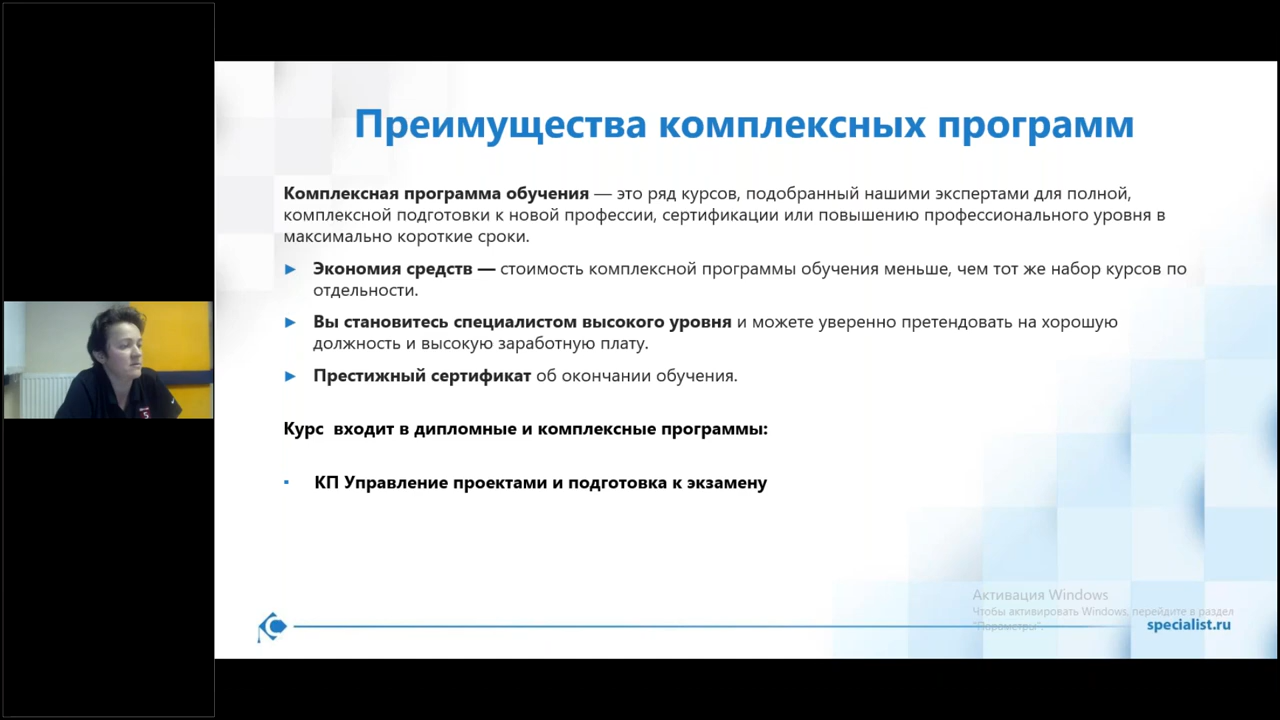 Преимущества комплексных программ
Комплексная программа обучения — это ряд курсов, подобранный нашими экспертами для полной,
комплексной подготовки к новой профессии, сертификации или повышению профессионального уровня в
максимально короткие сроки.
► Экономия средств — стоимость комплексной программы обучения меньше, чем тот же набор курсов по
отдельности.
► Вы становитесь специалистом высокого уровня и можете уверенно претендовать на хорошую
должность и высокую заработную плату.
► Престижный сертификат об окончании обучения.
Курс входит в дипломные и комплексные программы:
▪ КП Управление проектами и подготовка к экзамену
Активация Windows
Чтобы активировать Windows, перейдите в раздел
"Параметры".
specialist.ru